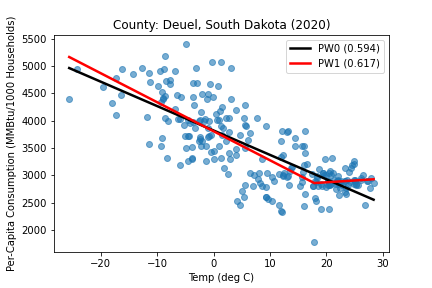 County: Deuel, South Dakota (2020)
PW0 (0.594)
PW1 (0.617)
Per-Capita Consumption (MMBtu/1000 Households)
5500
5000
4500
4000
3500
3000
2500
2000
−20
−10
0
10
20
30
Temp (deg C)